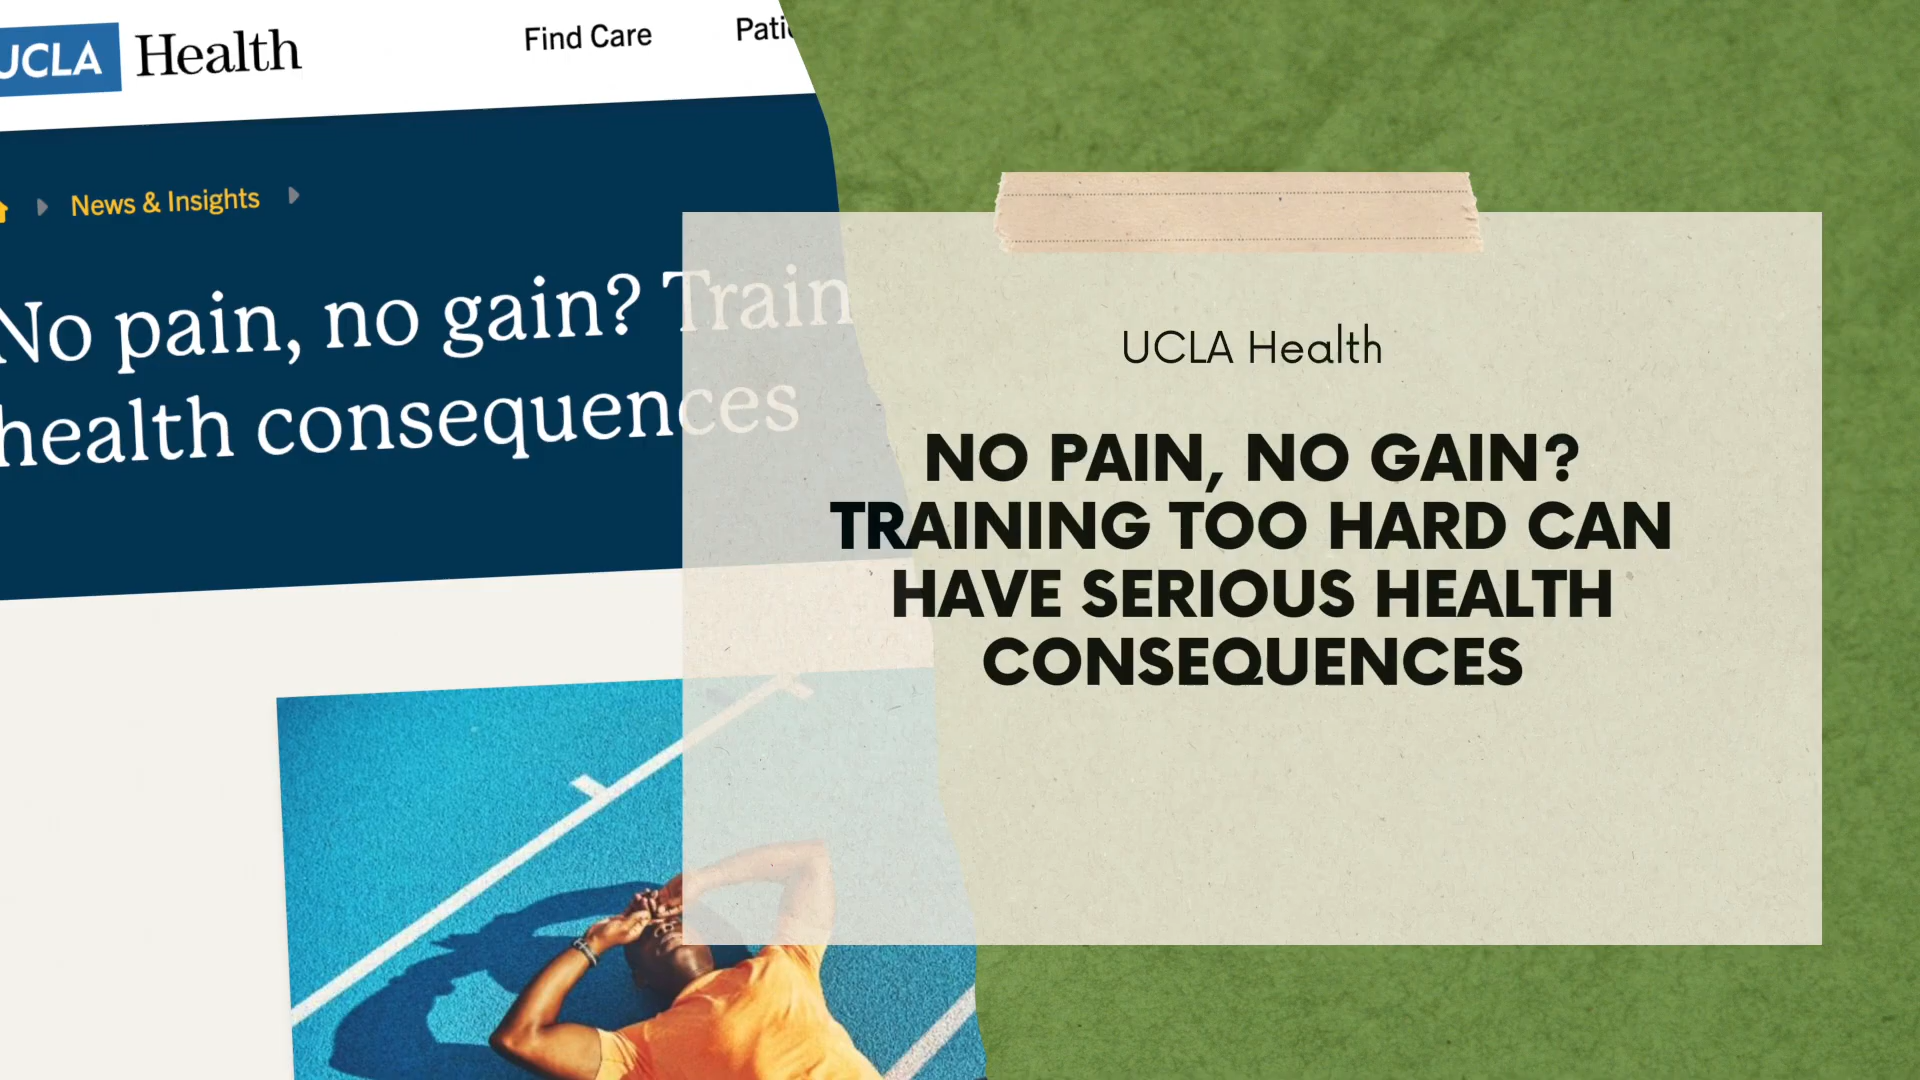 UCLA Health
Find Care
News & Insights
No pain, no gain?
health consequences
UCLA Health
NO PAIN, NO GAIN?
TRAINING TOO HARD CAN
HAVE SERIOUS HEALTH
CONSEQUENCES